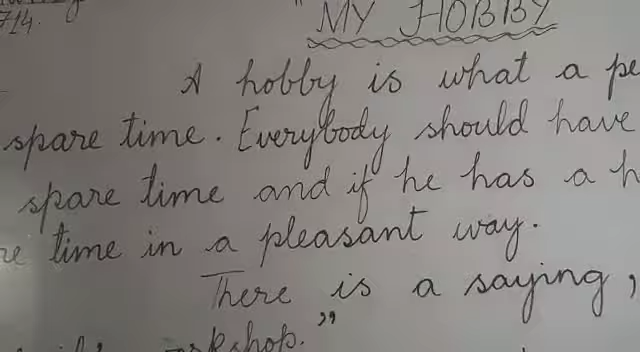 714.
"MY HOBBY
A hobby is what a pe
spare time. Everybody should have
spare time and if he has a h
re time in a pleasant way.
There is a saying,
workshop."